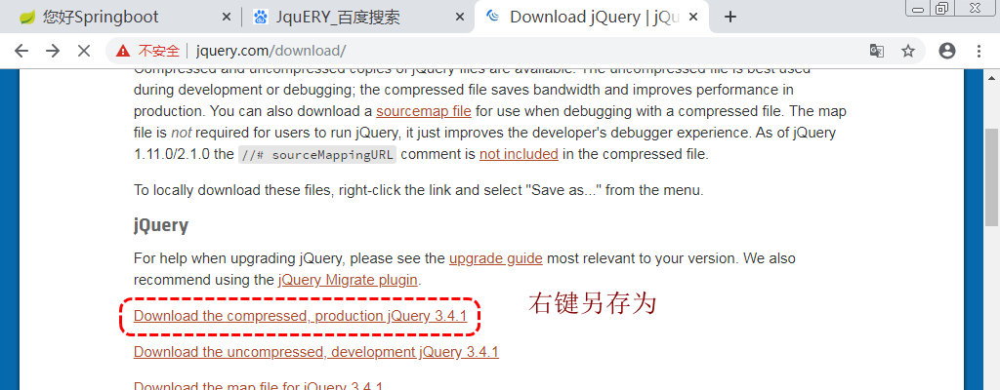 您好Springboot
JquERY_百度搜索
Download jQuery | jQu
不安全 | jquery.com/download/
Compressed and uncompressed copies of jQuery files are available. The uncompressed file is best used
during development or debugging; the compressed file saves bandwidth and improves performance in
production. You can also download a sourcemap file for use when debugging with a compressed file. The map
file is not required for users to run jQuery, it just improves the developer's debugger experience. As of jQuery
1.11.0/2.1.0 the //# sourceMappingURL comment is not included in the compressed file.
To locally download these files, right-click the link and select "Save as..." from the menu.
jQuery
For help when upgrading jQuery, please see the upgrade guide most relevant to your version. We also
recommend using the jQuery Migrate plugin.
右键另存为
Download the compressed, production jQuery 3.4.1
Download the uncompressed, development jQuery 3.4.1
Download the map file for jQuery 3.4.1